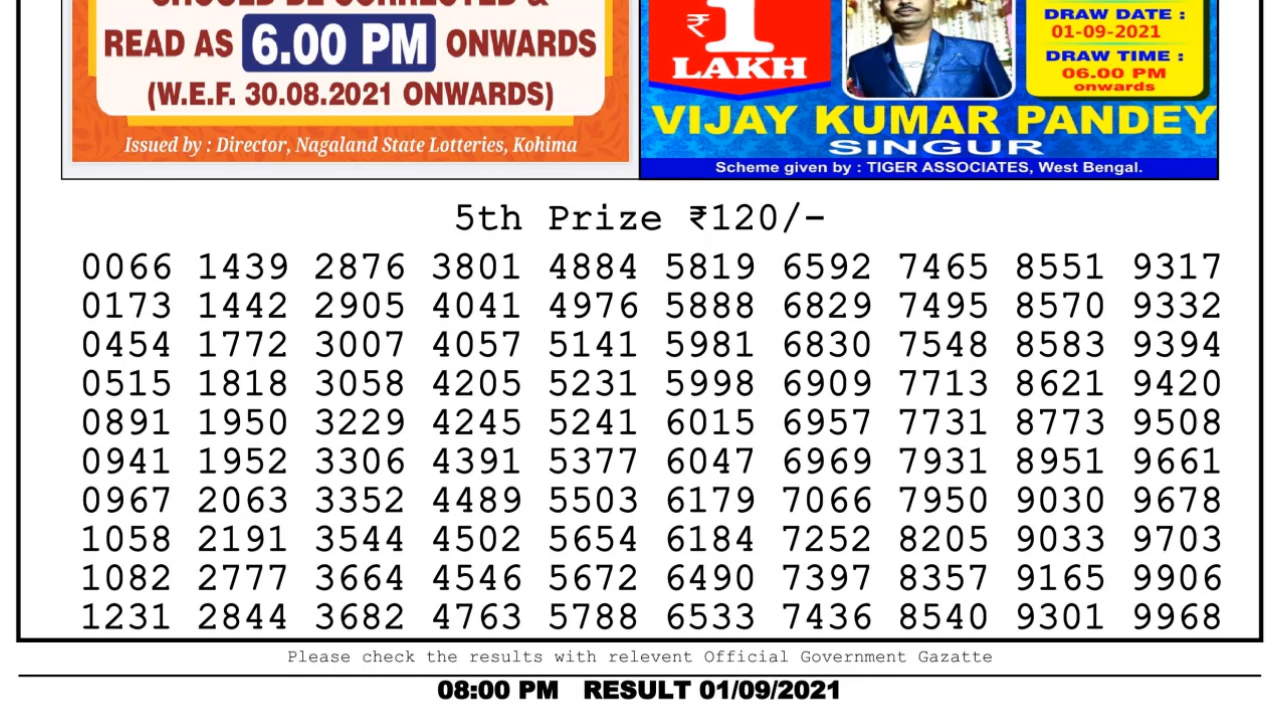 SHOULD BE CORRECTED &
READ AS 6.00 PM ONWARDS
(W.E.F. 30.08.2021 ONWARDS)
Issued by : Director, Nagaland State Lotteries, Kohima
₹1
LAKH
DRAW DATE :
01-09-2021
DRAW TIME :
06.00 PM
onwards
VIJAY KUMAR PANDEY
SINGUR
Scheme given by : TIGER ASSOCIATES, West Bengal.
5th Prize ₹120/-
0066 1439 2876 3801 4884 5819 6592 7465 8551 9317
0173 1442 2905 4041 4976 5888 6829 7495 8570 9332
0454 1772 3007 4057 5141 5981 6830 7548 8583 9394
0515 1818 3058 4205 5231 5998 6909 7713 8621 9420
0891 1950 3229 4245 5241 6015 6957 7731 8773 9508
0941 1952 3306 4391 5377 6047 6969 7931 8951 9661
0967 2063 3352 4489 5503 6179 7066 7950 9030 9678
1058 2191 3544 4502 5654 6184 7252 8205 9033 9703
1082 2777 3664 4546 5672 6490 7397 8357 9165 9906
1231 2844 3682 4763 5788 6533 7436 8540 9301 9968
Please check the results with relevent Official Government Gazatte
08:00 PM RESULT 01/09/2021